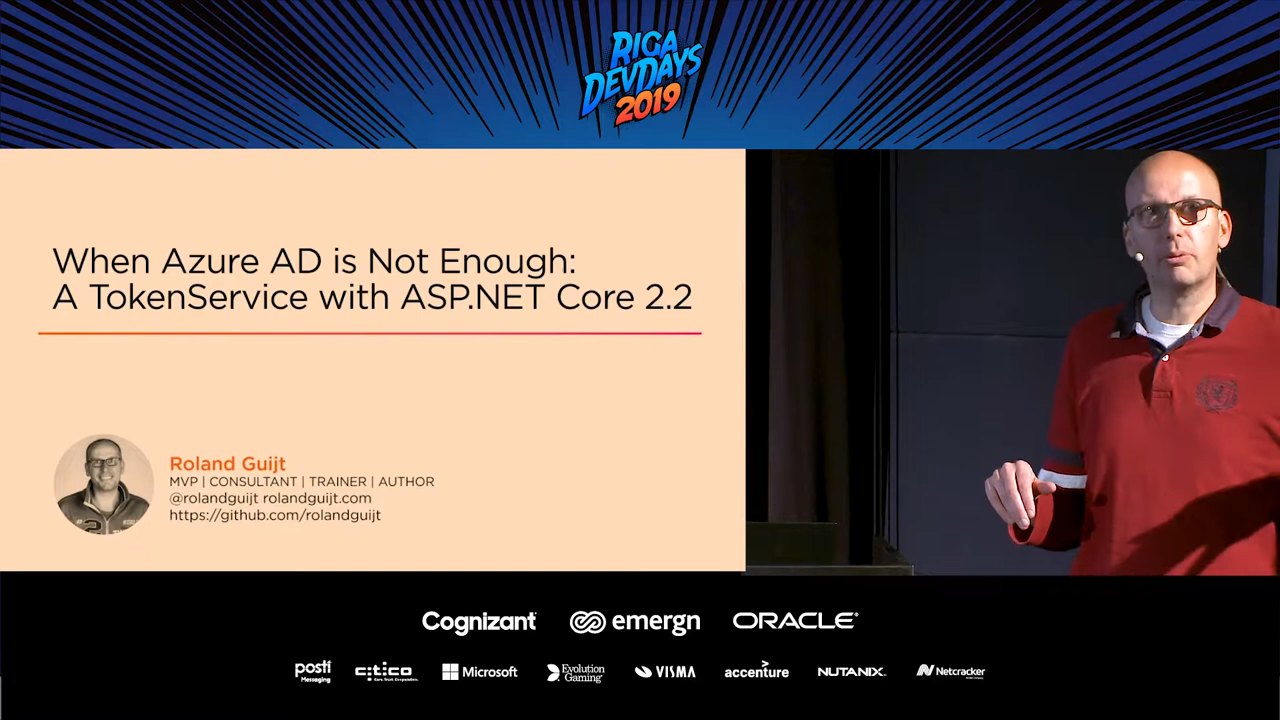 RIGA
DEVDAYS
2019
When Azure AD is Not Enough:
A TokenService with ASP.NET Core 2.2
Roland Guijt
MVP | CONSULTANT | TRAINER | AUTHOR
@rolandguijt rolandguijt.com
https://github.com/rolandguijt
Cognizant emergn ORACLE
posti Messaging citico Microsoft Evolution Gaming VISMA accenture NUTANIX Netcracker